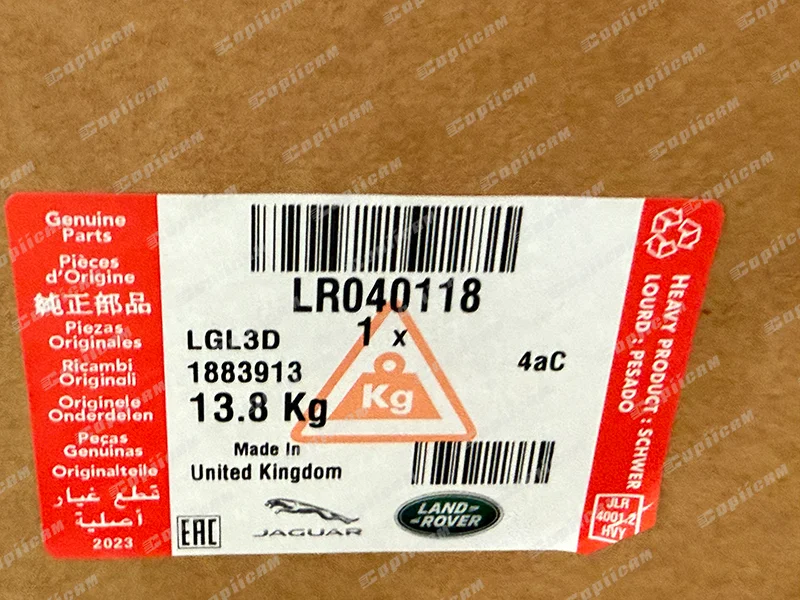 Genuine
Parts
Pièces
d'Origine
純正部品
Piezas
Originales
Ricambi
Originali
Originele
Onderdelen
Peças
Genuínas
Originalteile
قطع غيار
أصلية
2023
LR040118
1 x
LGL3D
4aC
1883913
Kg
13.8 Kg
Made In
United Kingdom
EAC
JAGUAR
LAND-
-ROVER
HEAVY PRODUCT : SCHWER
LOURD : PESADO
JLR
4001-2
HVY
Copiicam